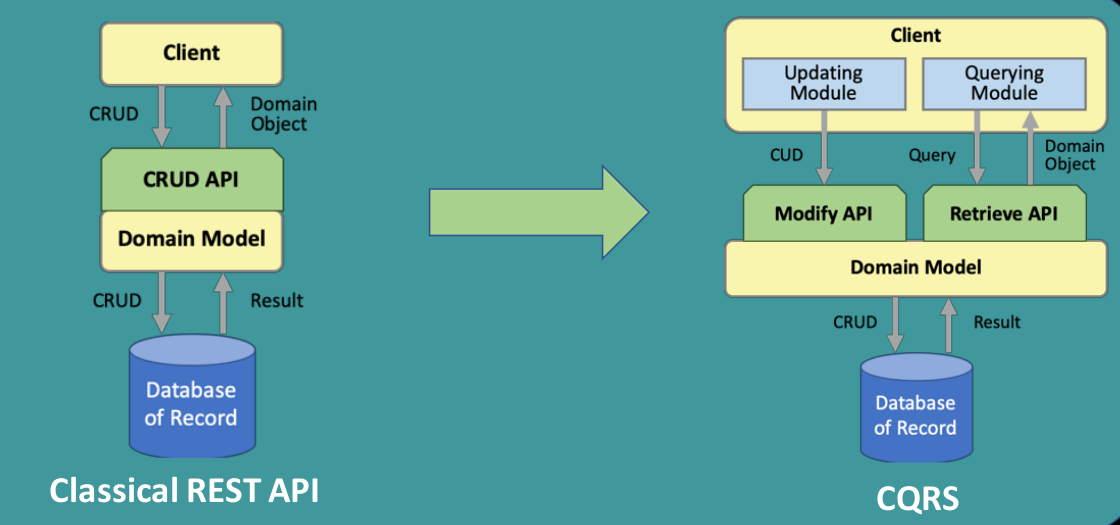 Client
CRUD
Domain
Object
CRUD API
Domain Model
CRUD
Result
Database
of Record
Classical REST API
Client
Updating
Module
Querying
Module
CUD
Query
Domain
Object
Modify API
Retrieve API
Domain Model
CRUD
Result
Database
of Record
CQRS